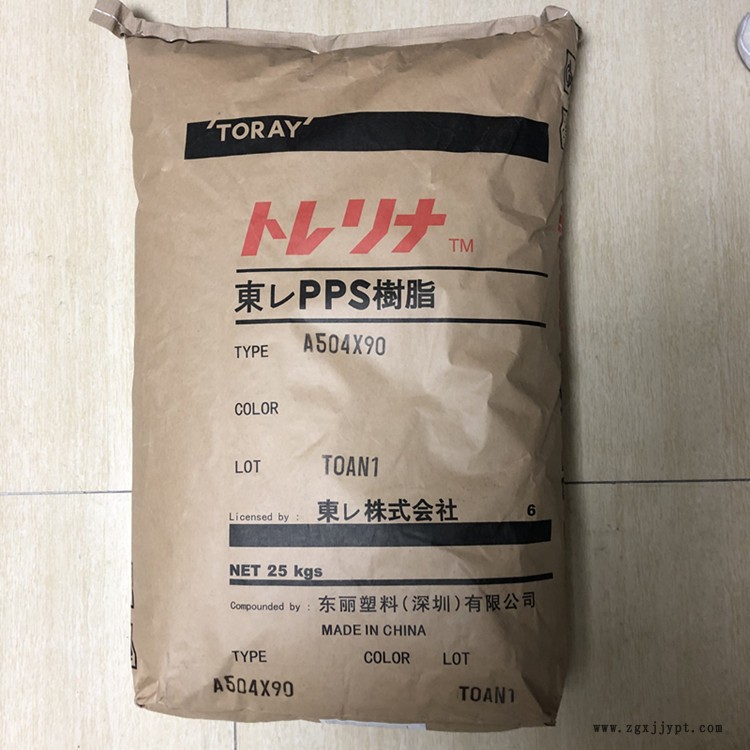 TORAY
トレリナ TM
東レPPS樹脂
TYPE A504X90
COLOR
LOT TOAN1
Licensed by : 東レ株式会社 6
NET 25 kgs
Compounded by : 东丽塑料(深圳)有限公司
MADE IN CHINA
TYPE COLOR LOT
A504X90 TOAN1
www.zgxjjypt.com